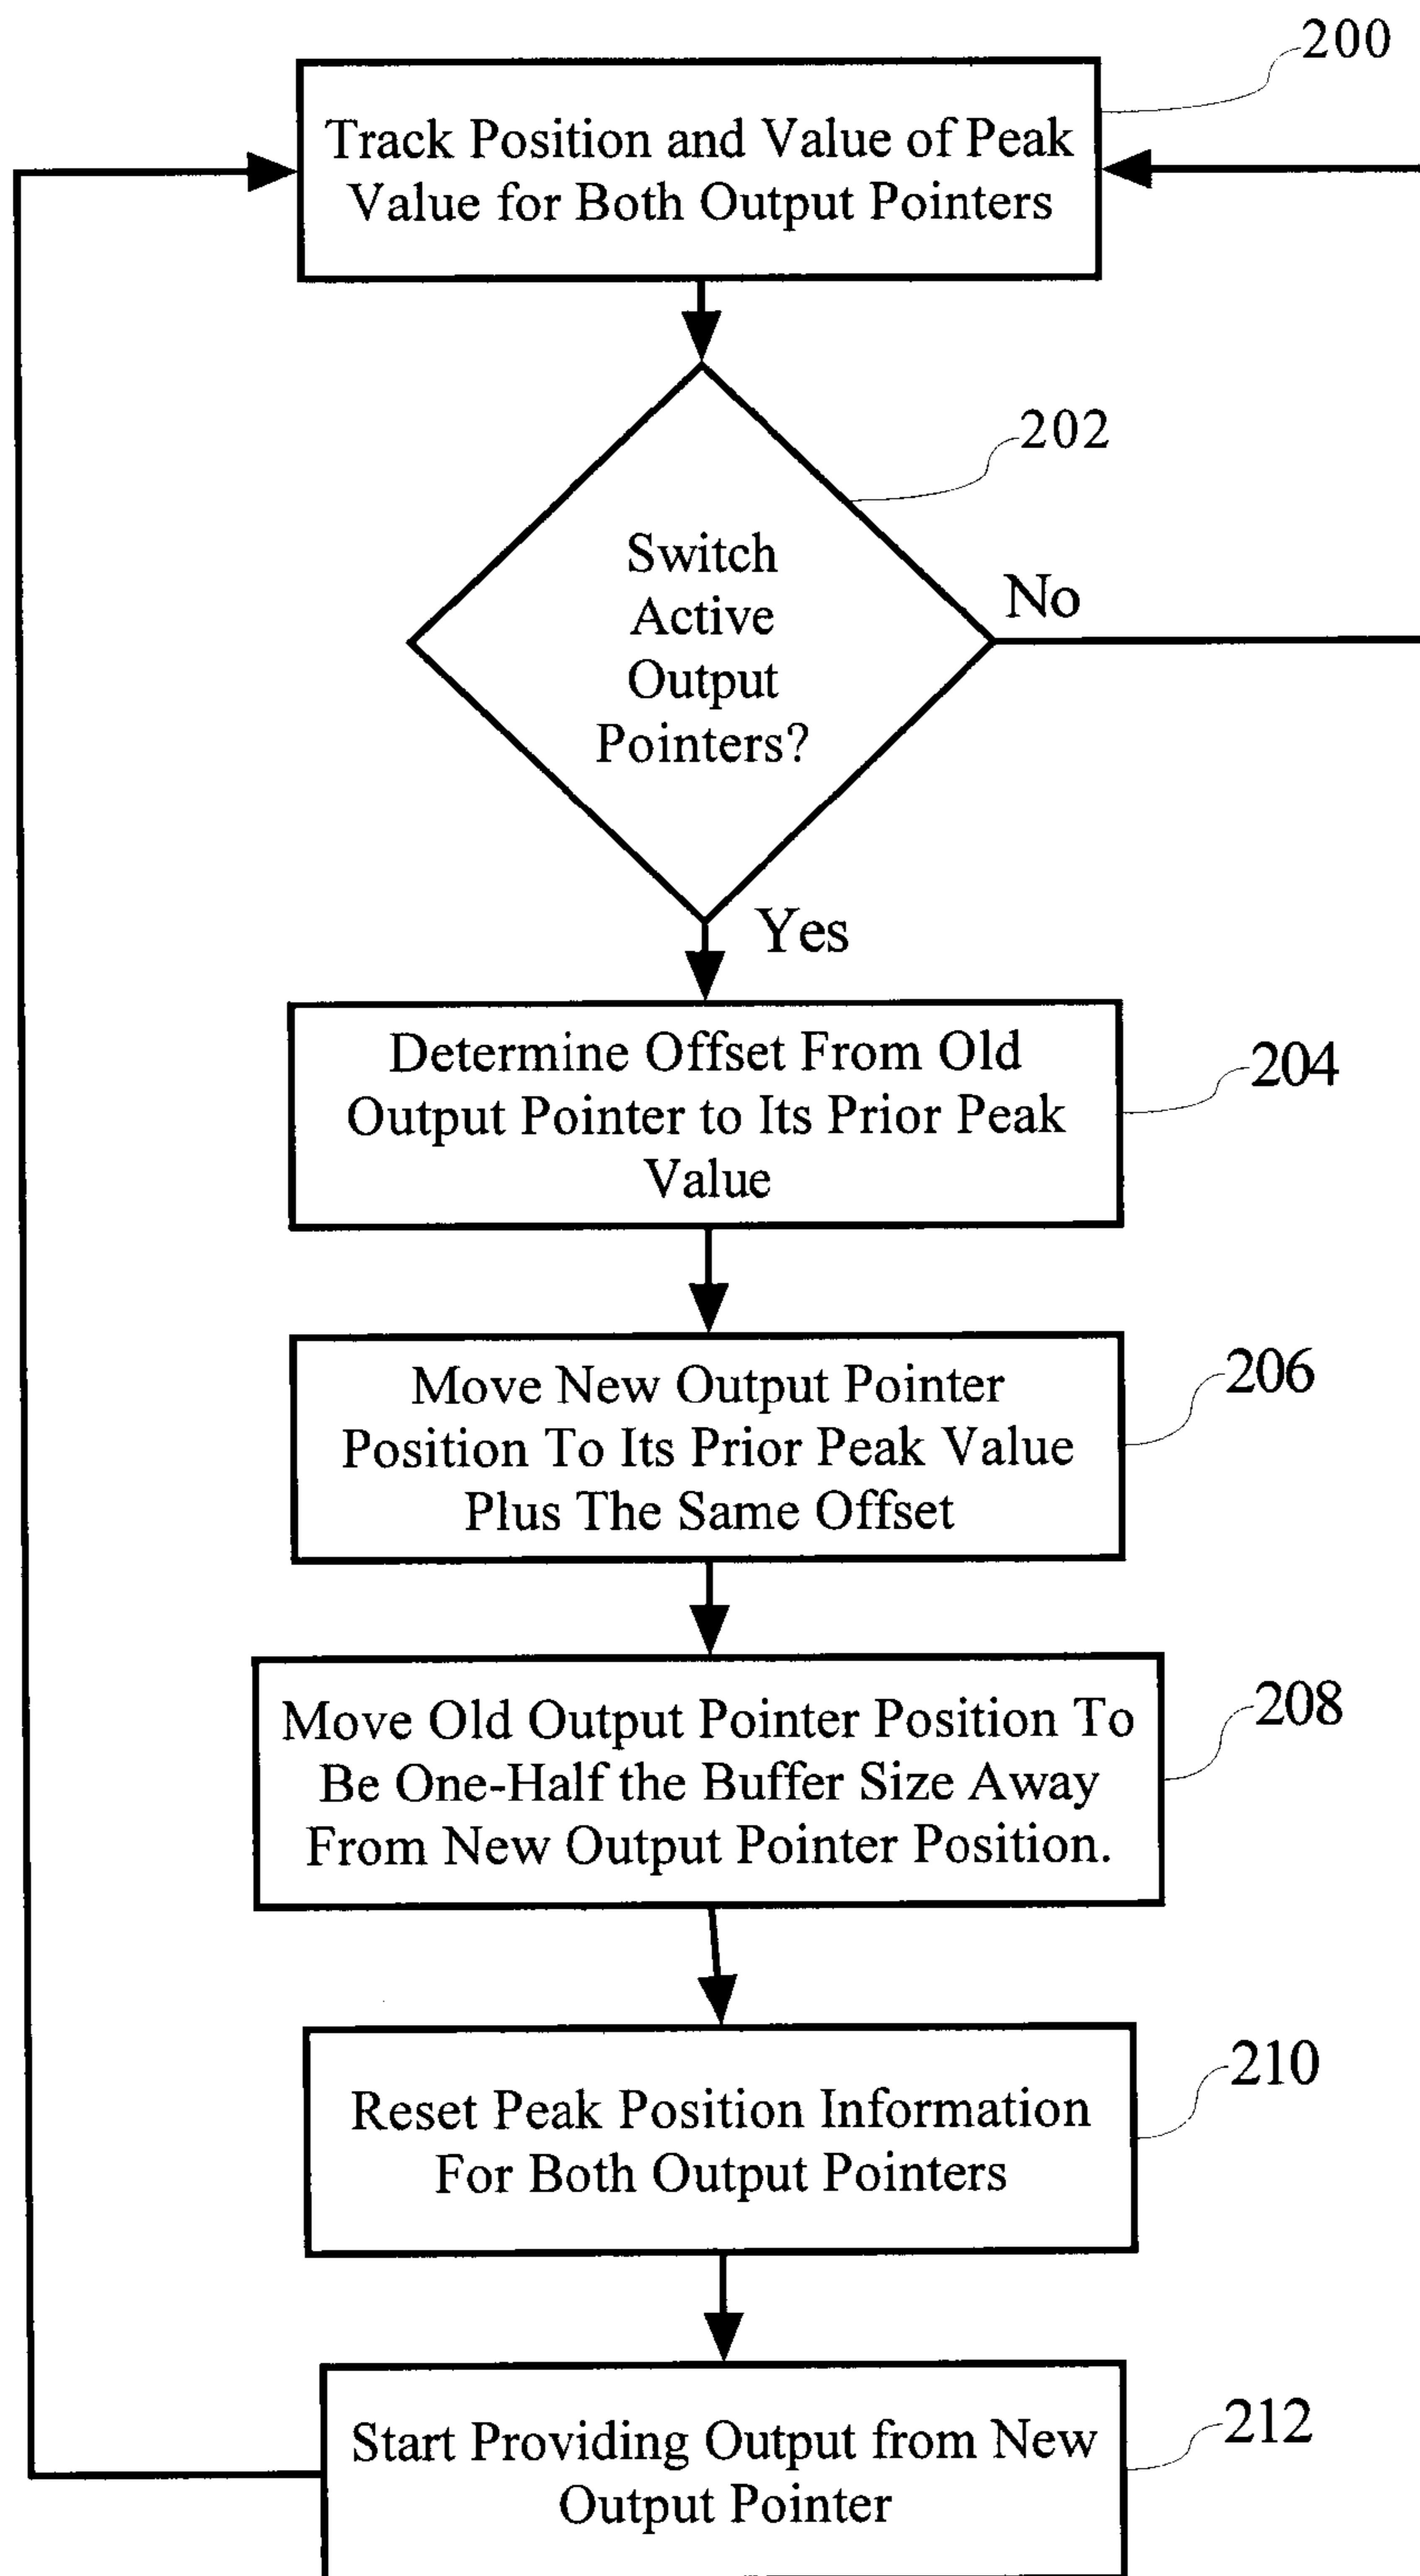 200
Track Position and Value of Peak
Value for Both Output Pointers
202
Switch
Active
Output
Pointers?
No
Yes
Determine Offset From Old
Output Pointer to Its Prior Peak
Value
204
Move New Output Pointer
Position To Its Prior Peak Value
Plus The Same Offset
206
Move Old Output Pointer Position To
Be One-Half the Buffer Size Away
From New Output Pointer Position.
208
Reset Peak Position Information
For Both Output Pointers
210
Start Providing Output from New
Output Pointer
212